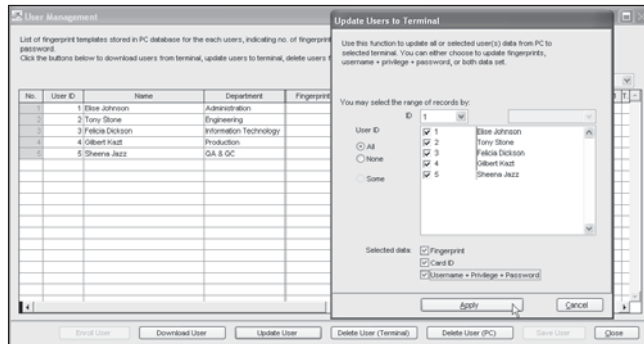 User Management
List of fingerprint templates stored in PC database for the each users, indicating no. of fingerprint
password.
Click the buttons below to download users from terminal, update users to terminal, delete users
No. User ID Name Department Fingerprint
1 1 Elise Johnson Administration
2 2 Tony Stone Engineering
3 3 Felicia Dickson Information Technology
4 4 Gilbert Kazt Production
5 5 Sheena Jazz QA & QC
Update Users to Terminal
Use this function to update all or selected user(s) data from PC to
selected terminal. You can either choose to update fingerprints,
username + privilege + password, or both data set.
You may select the range of records by:
ID 1
User ID
All
None
Some
1 Elise Johnson
2 Tony Stone
3 Felicia Dickson
4 Gilbert Kazt
5 Sheena Jazz
Selected data: Fingerprint
Card ID
Username + Privilege + Password
Apply Cancel
Enroll User Download User Update User Delete User (Terminal) Delete User (PC) Save User Close